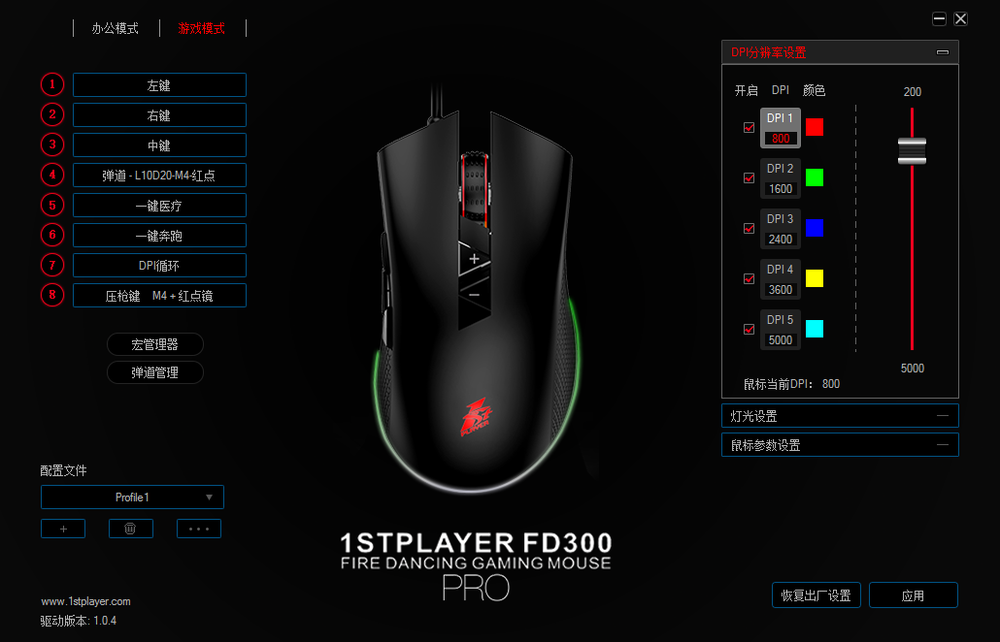 办公模式
游戏模式
1 左键
2 右键
3 中键
4 弹道 - L10D20-M4-红点
5 一键医疗
6 一键奔跑
7 DPI循环
8 压枪键 M4 + 红点镜
宏管理器
弹道管理
配置文件
Profile1
+
...
www.1stplayer.com
驱动版本: 1.0.4
+
1ST
PLAYER
1STPLAYER FD300
FIRE DANCING GAMING MOUSE
PRO
DPI分辨率设置
开启 DPI 颜色
DPI 1
800
DPI 2
1600
DPI 3
2400
DPI 4
3600
DPI 5
5000
200
5000
鼠标当前DPI: 800
灯光设置
鼠标参数设置
恢复出厂设置
应用